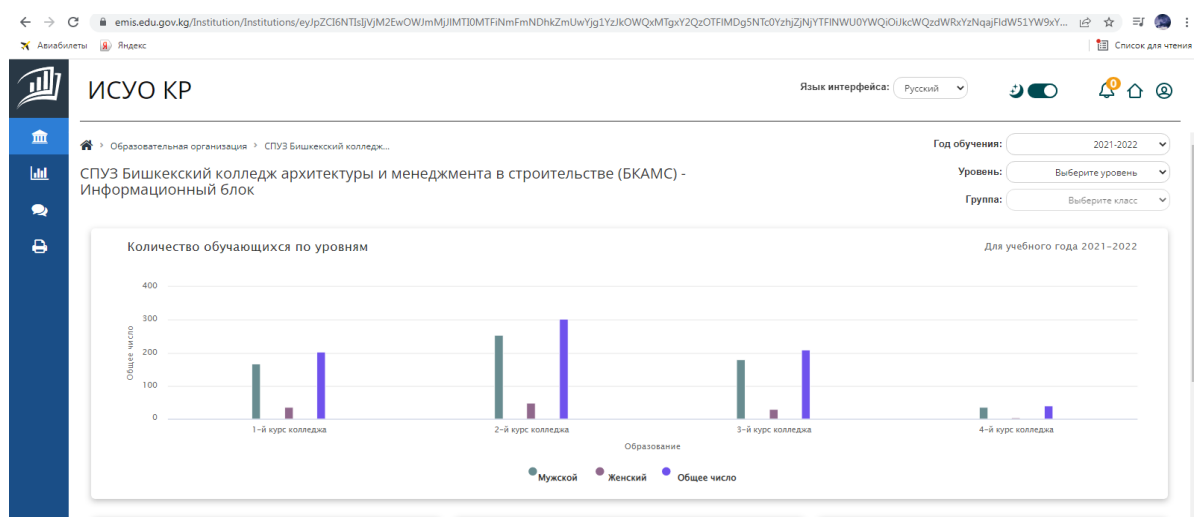 emis.edu.gov.kg/Institution/Institutions/
Авиабилеты
Яндекс
Список для чтения
ИСУО КР
Язык интерфейса: Русский
0
Образовательная организация
СПУЗ Бишкекский колледж...
Год обучения: 2021-2022
СПУЗ Бишкекский колледж архитектуры и менеджмента в строительстве (БКАМС) -
Информационный блок
Уровень: Выберите уровень
Группа: Выберите класс
Количество обучающихся по уровням
Для учебного года 2021-2022
Общее число
400
300
200
100
0
1-й курс колледжа
2-й курс колледжа
3-й курс колледжа
4-й курс колледжа
Образование
Мужской
Женский
Общее число